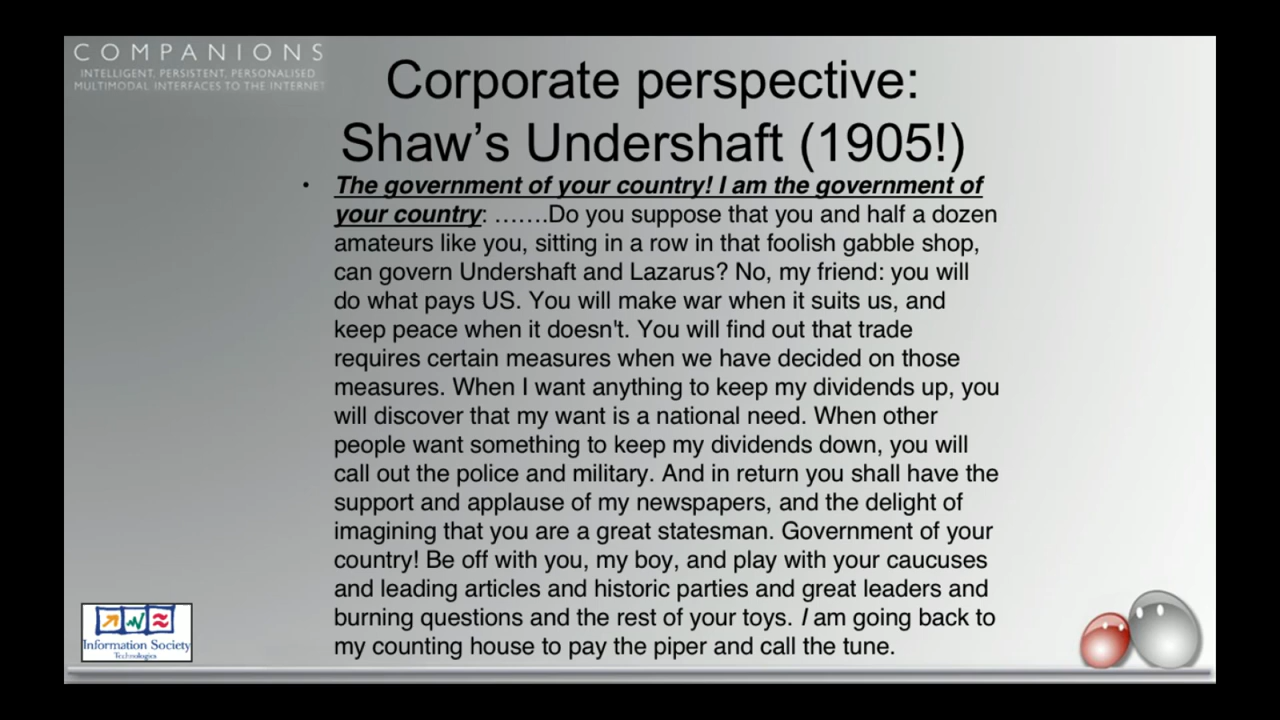 COMPANIONS
INTELLIGENT, PERSISTENT, PERSONALISED
MULTIMODAL INTERFACES TO THE INTERNET
Corporate perspective:
Shaw's Undershaft (1905!)
• The government of your country! I am the government of
your country: …….Do you suppose that you and half a dozen
amateurs like you, sitting in a row in that foolish gabble shop,
can govern Undershaft and Lazarus? No, my friend: you will
do what pays US. You will make war when it suits us, and
keep peace when it doesn't. You will find out that trade
requires certain measures when we have decided on those
measures. When I want anything to keep my dividends up, you
will discover that my want is a national need. When other
people want something to keep my dividends down, you will
call out the police and military. And in return you shall have the
support and applause of my newspapers, and the delight of
imagining that you are a great statesman. Government of your
country! Be off with you, my boy, and play with your caucuses
and leading articles and historic parties and great leaders and
burning questions and the rest of your toys. I am going back to
my counting house to pay the piper and call the tune.
Information Society
Technologies